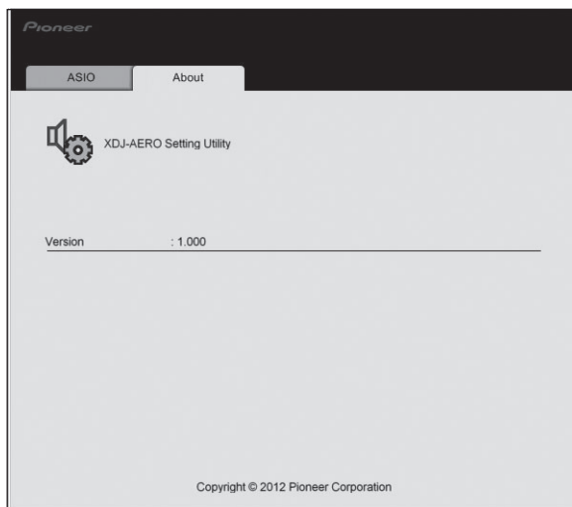 Pioneer
ASIO About
XDJ-AERO Setting Utility
Version : 1.000
Copyright © 2012 Pioneer Corporation